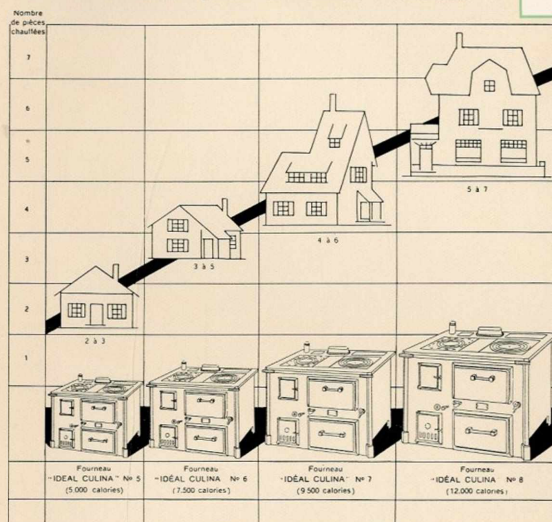 Nombre
de pièces
chauffées
7
6
5
4
3
2
1
5 à 7
4 à 6
3 à 5
2 à 3
Fourneau
"IDÉAL CULINA" Nº 5
(5.000 calories)
Fourneau
"IDÉAL CULINA" Nº 6
(7.500 calories)
Fourneau
"IDÉAL CULINA" Nº 7
(9 500 calories)
Fourneau
"IDÉAL CULINA" Nº 8
(12.000 calories)